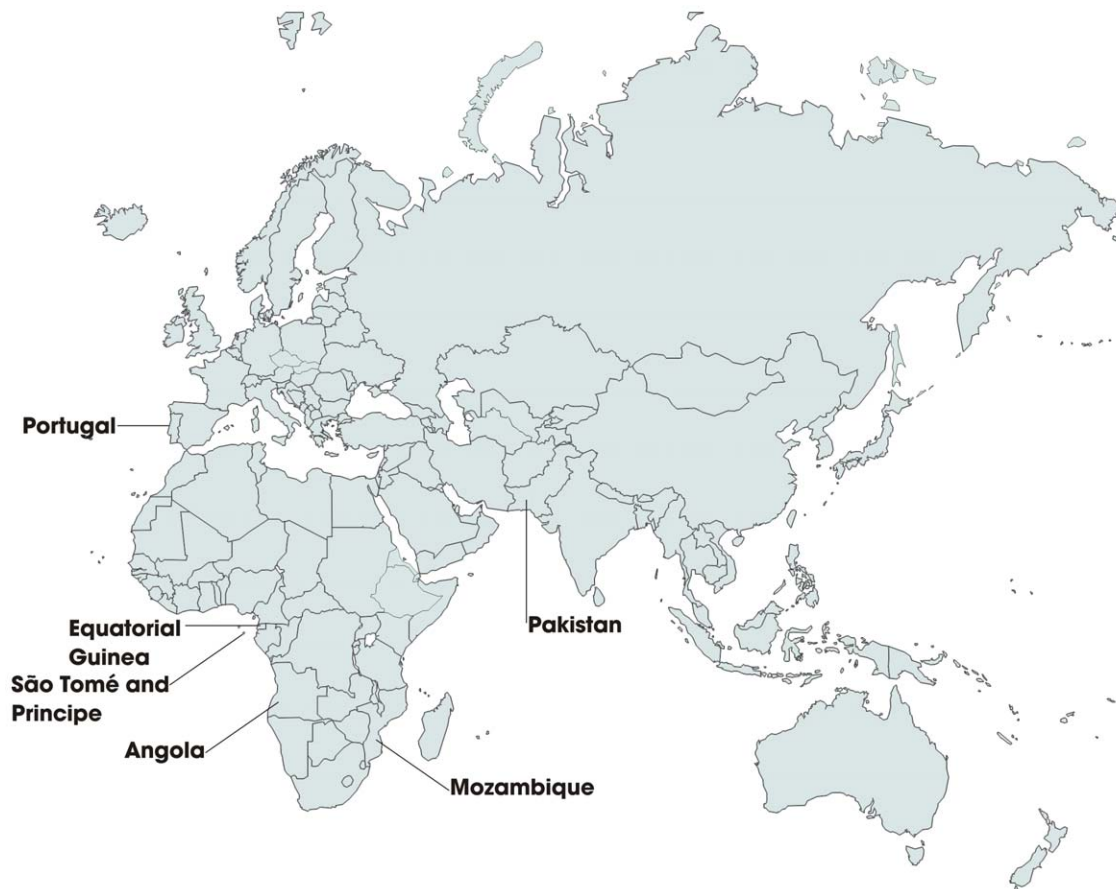 Portugal
Equatorial
Guinea
São Tomé and
Principe
Angola
Pakistan
Mozambique